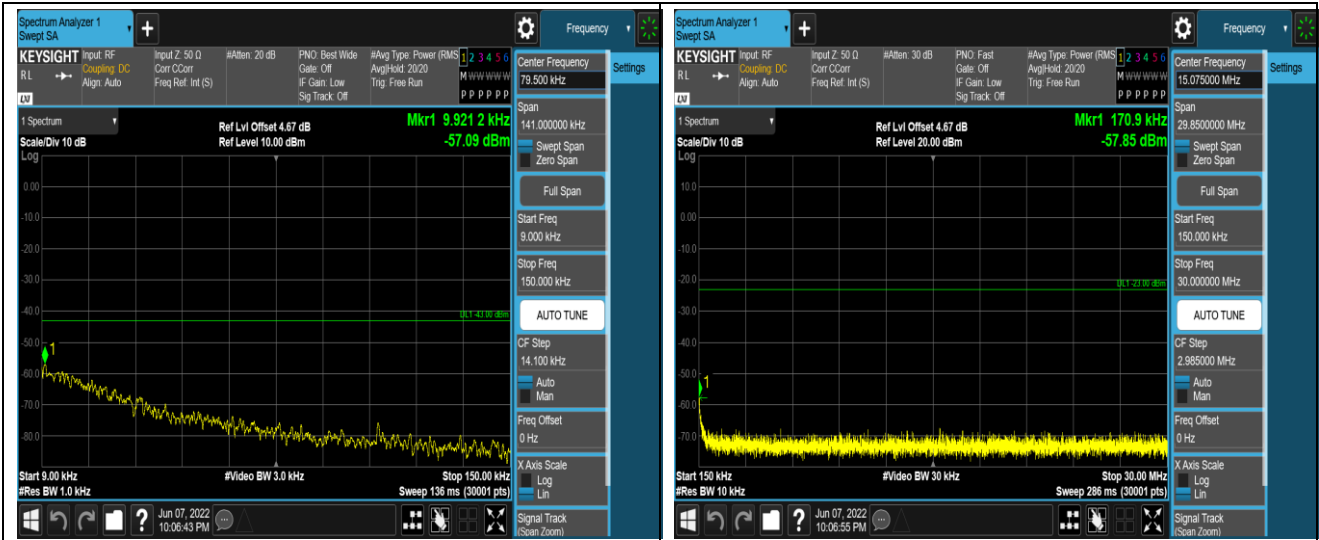 Spectrum Analyzer 1
Swept SA
+
Frequency
KEYSIGHT
RL
Input: RF
Coupling: DC
Align: Auto
Input Z: 50 Ω
Corr CCorr
Freq Ref: Int (S)
#Atten: 20 dB
PNO: Best Wide
Gate: Off
IF Gain: Low
Sig Track: Off
#Avg Type: Power (RMS
Avg|Hold: 20/20
Trig: Free Run
1 2 3 4 5 6
M W W W W W
P P P P P P
Center Frequency
79.500 kHz
Settings
1 Spectrum
Scale/Div 10 dB
Log
Ref Lvl Offset 4.67 dB
Ref Level 10.00 dBm
Mkr1 9.921 2 kHz
-57.09 dBm
Span
141.000000 kHz
Swept Span
Zero Span
Full Span
Start Freq
9.000 kHz
Stop Freq
150.000 kHz
AUTO TUNE
CF Step
14.100 kHz
Auto
Man
Freq Offset
0 Hz
X Axis Scale
Log
Lin
Signal Track
(Span Zoom)
0.00
-10.0
-20.0
-30.0
-40.0
-50.0
-60.0
-70.0
-80.0
DL1 -43.00 dBm
1
Start 9.00 kHz
#Res BW 1.0 kHz
#Video BW 3.0 kHz
Stop 150.00 kHz
Sweep 136 ms (30001 pts)
?
Jun 07, 2022
10:06:43 PM
Spectrum Analyzer 1
Swept SA
+
Frequency
KEYSIGHT
RL
Input: RF
Coupling: DC
Align: Auto
Input Z: 50 Ω
Corr CCorr
Freq Ref: Int (S)
#Atten: 30 dB
PNO: Fast
Gate: Off
IF Gain: Low
Sig Track: Off
#Avg Type: Power (RMS
Avg|Hold: 20/20
Trig: Free Run
1 2 3 4 5 6
M W W W W W
P P P P P P
Center Frequency
15.075000 MHz
Settings
1 Spectrum
Scale/Div 10 dB
Log
Ref Lvl Offset 4.67 dB
Ref Level 20.00 dBm
Mkr1 170.9 kHz
-57.85 dBm
Span
29.8500000 MHz
Swept Span
Zero Span
Full Span
Start Freq
150.000 kHz
Stop Freq
30.000000 MHz
AUTO TUNE
CF Step
2.985000 MHz
Auto
Man
Freq Offset
0 Hz
X Axis Scale
Log
Lin
Signal Track
(Span Zoom)
10.0
0.00
-10.0
-20.0
-30.0
-40.0
-50.0
-60.0
-70.0
DL1 -23.00 dBm
1
Start 150 kHz
#Res BW 10 kHz
#Video BW 30 kHz
Stop 30.00 MHz
Sweep 286 ms (30001 pts)
?
Jun 07, 2022
10:06:55 PM